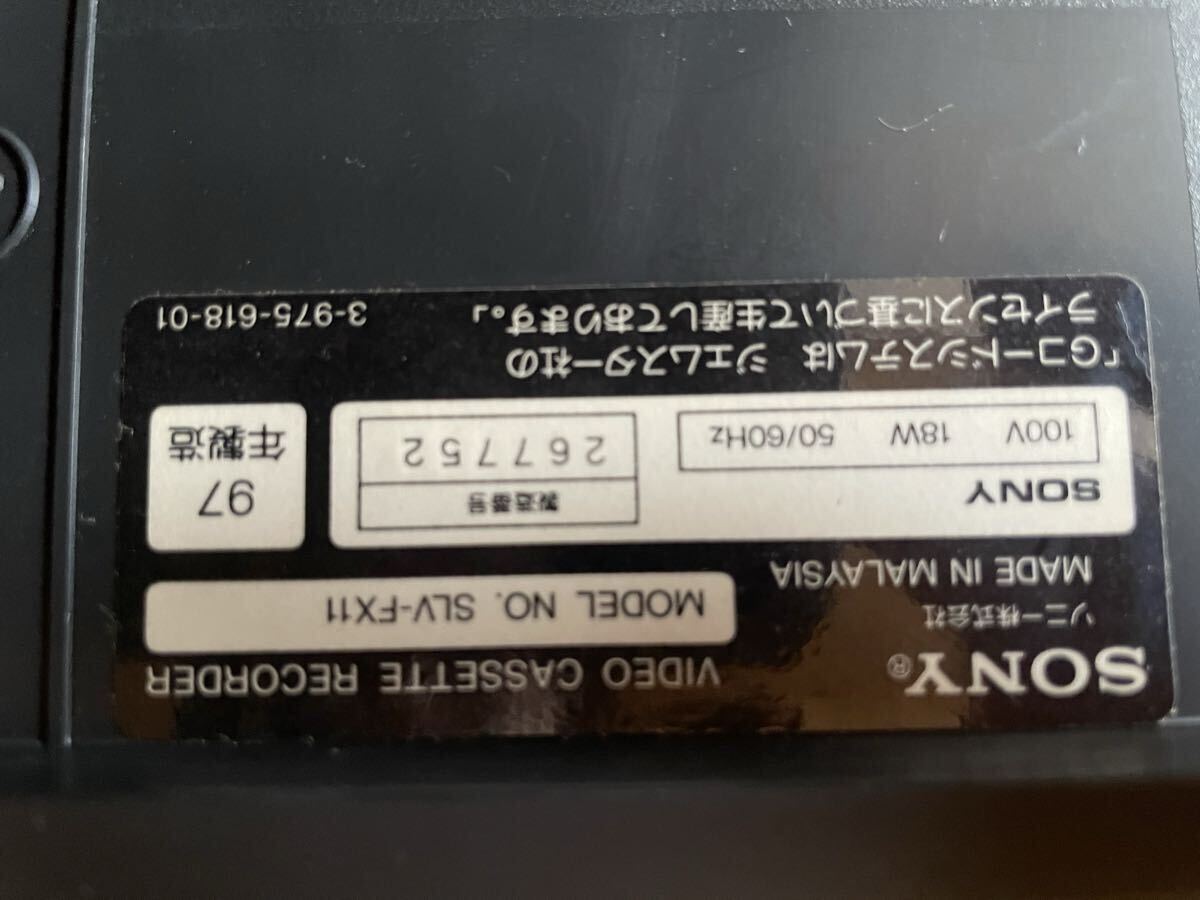 SONY®
VIDEO CASSETTE RECORDER
ソニー株式会社
MODEL NO. SLV-FX11
MADE IN MALAYSIA
SONY
製造番号
97
年製造
100V 18W 50/60Hz
267752
「Gコードシステムは ジェムスター社の
ライセンスに基づいて生産しております。」
3-975-618-01